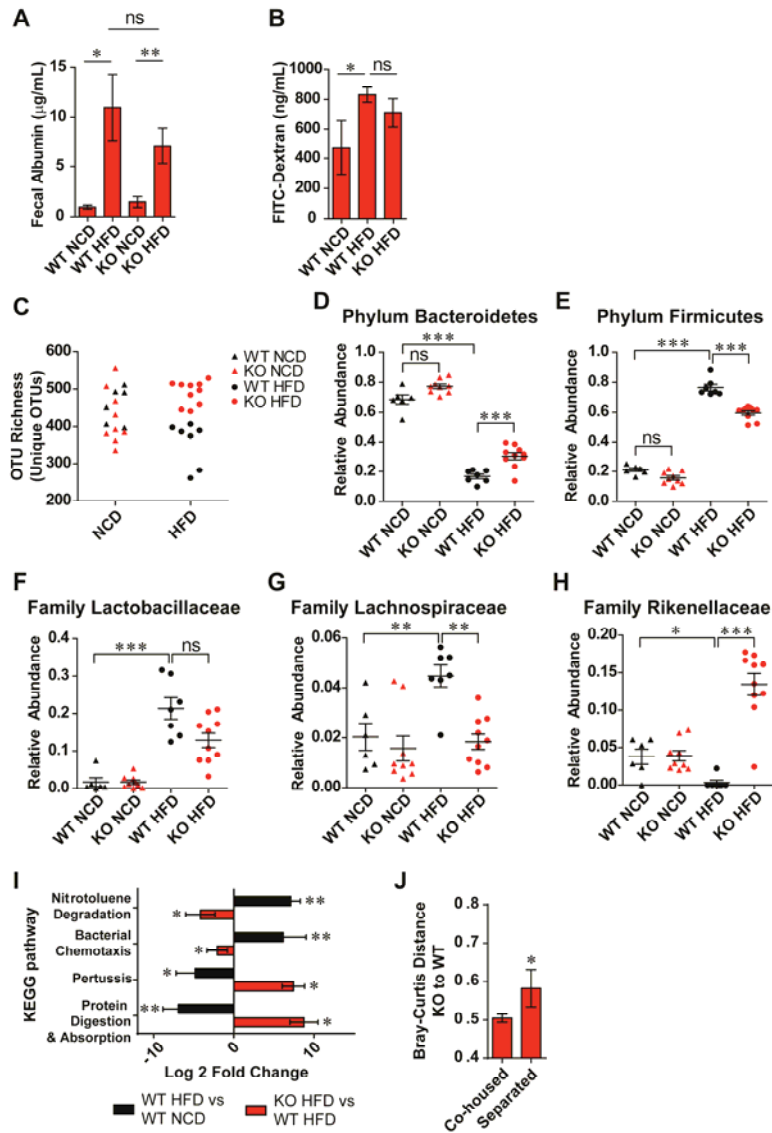 A
ns
*
**
Fecal Albumin (μg/mL)
15
10
5
0
WT NCD
WT HFD
KO NCD
KO HFD
B
*
ns
FITC-Dextran (ng/mL)
1000
800
600
400
200
0
WT NCD
WT HFD
KO HFD
C
OTU Richness
(Unique OTUs)
600
500
400
300
200
NCD
HFD
WT NCD
KO NCD
WT HFD
KO HFD
D
Phylum Bacteroidetes
***
ns
***
Relative Abundance
1.0
0.8
0.6
0.4
0.2
0.0
WT NCD
KO NCD
WT HFD
KO HFD
E
Phylum Firmicutes
***
***
ns
Relative Abundance
1.0
0.8
0.6
0.4
0.2
0.0
WT NCD
KO NCD
WT HFD
KO HFD
F
Family Lactobacillaceae
***
ns
Relative Abundance
0.4
0.3
0.2
0.1
0.0
WT NCD
KO NCD
WT HFD
KO HFD
G
Family Lachnospiraceae
**
**
Relative Abundance
0.06
0.04
0.02
0.00
WT NCD
KO NCD
WT HFD
KO HFD
H
Family Rikenellaceae
*
***
Relative Abundance
0.20
0.15
0.10
0.05
0.00
WT NCD
KO NCD
WT HFD
KO HFD
I
KEGG pathway
Nitrotoluene
Degradation
Bacterial
Chemotaxis
Pertussis
Protein
Digestion
& Absorption
**
*
**
*
*
*
**
*
-10
0
10
Log 2 Fold Change
WT HFD vs
WT NCD
KO HFD vs
WT HFD
J
Bray-Curtis Distance
KO to WT
*
0.8
0.7
0.6
0.5
0.4
Co-housed
Separated